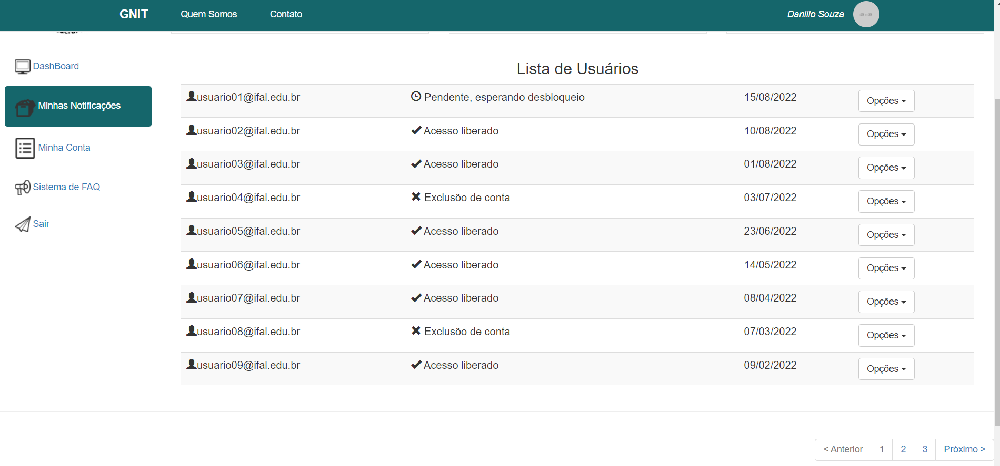 GNIT Quem Somos Contato Danillo Souza
DashBoard
Minhas Notificações
Minha Conta
Sistema de FAQ
Sair
Lista de Usuários
usuario01@ifal.edu.br Pendente, esperando desbloqueio 15/08/2022 Opções
usuario02@ifal.edu.br Acesso liberado 10/08/2022 Opções
usuario03@ifal.edu.br Acesso liberado 01/08/2022 Opções
usuario04@ifal.edu.br Exclusõo de conta 03/07/2022 Opções
usuario05@ifal.edu.br Acesso liberado 23/06/2022 Opções
usuario06@ifal.edu.br Acesso liberado 14/05/2022 Opções
usuario07@ifal.edu.br Acesso liberado 08/04/2022 Opções
usuario08@ifal.edu.br Exclusõo de conta 07/03/2022 Opções
usuario09@ifal.edu.br Acesso liberado 09/02/2022 Opções
< Anterior 1 2 3 Próximo >